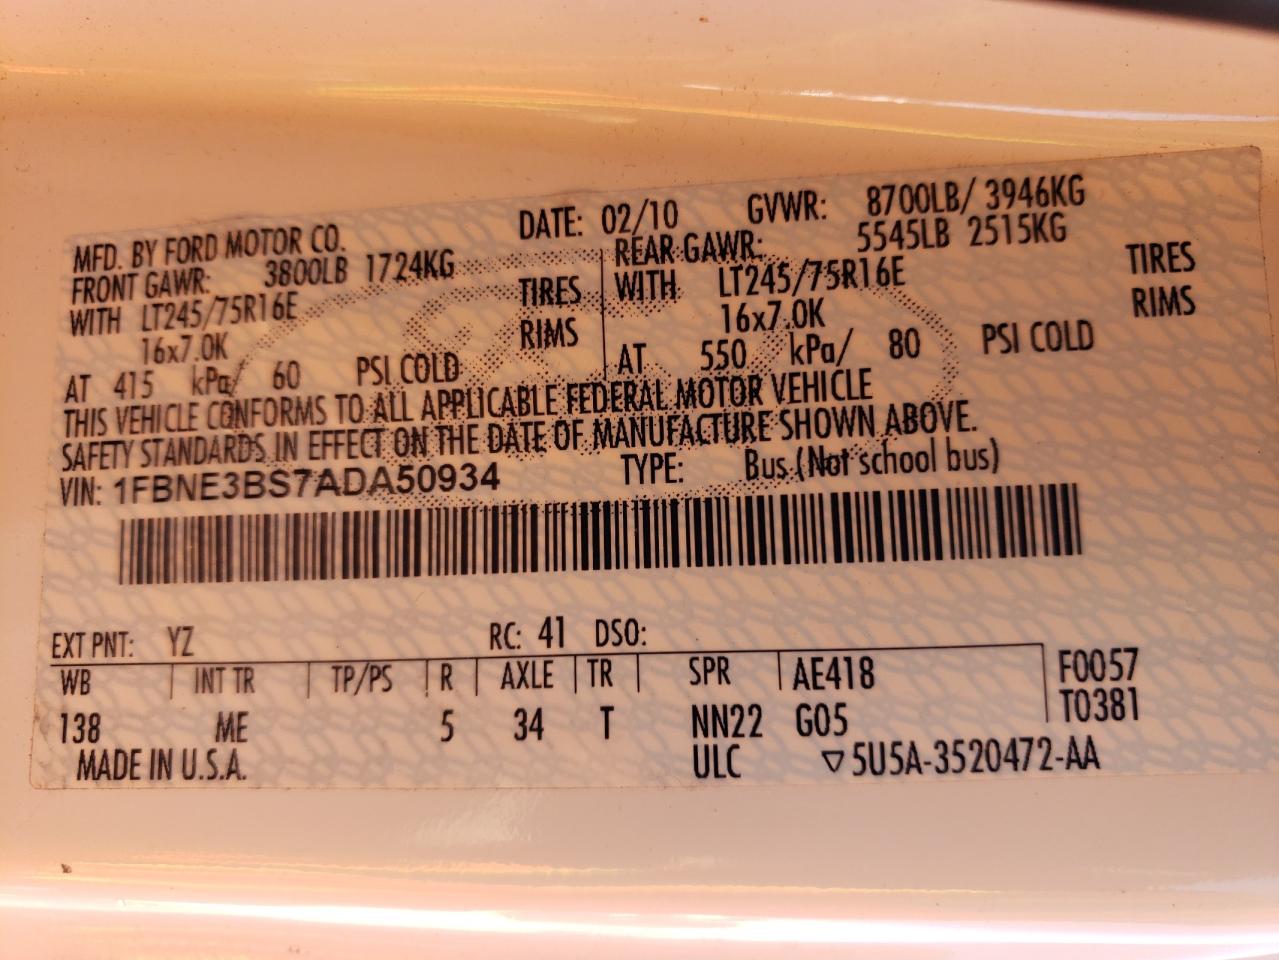 MFD. BY FORD MOTOR CO. DATE: 02/10 GVWR: 8700LB/ 3946KG
FRONT GAWR: 3800LB 1724KG REAR GAWR: 5545LB 2515KG
WITH LT245/75R16E TIRES WITH LT245/75R16E TIRES
16x7.0K RIMS 16x7.0K RIMS
AT 415 kPa/ 60 PSI COLD AT 550 kPa/ 80 PSI COLD
THIS VEHICLE CONFORMS TO ALL APPLICABLE FEDERAL MOTOR VEHICLE
SAFETY STANDARDS IN EFFECT ON THE DATE OF MANUFACTURE SHOWN ABOVE.
VIN: 1FBNE3BS7ADA50934 TYPE: Bus (Not school bus)
EXT PNT: YZ RC: 41 DSO:
WB INT TR TP/PS R AXLE TR SPR AE418 F0057
138 ME 5 34 T NN22 G05 T0381
MADE IN U.S.A. ULC ▽5U5A-3520472-AA